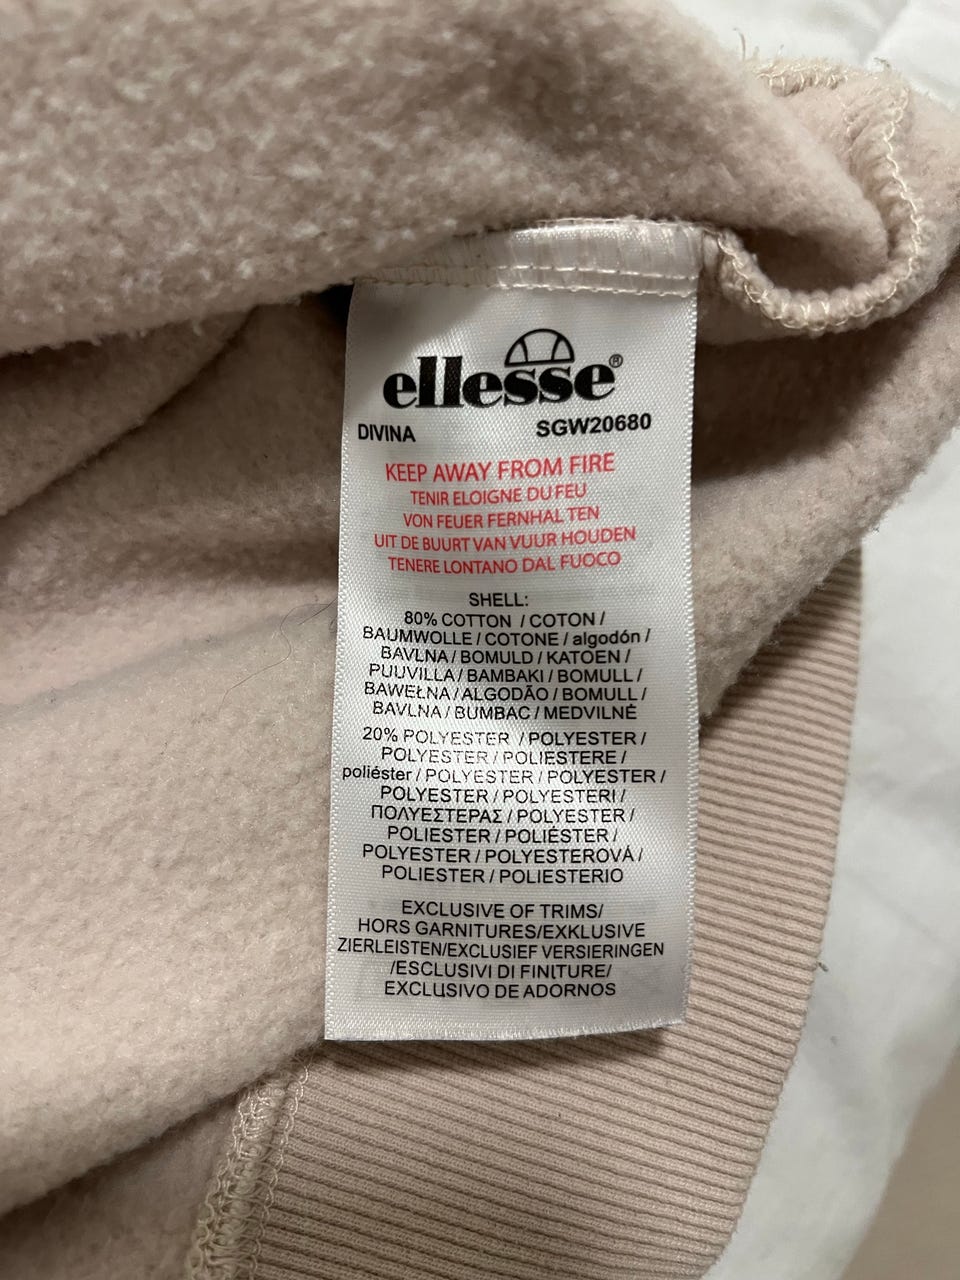 ellesse®
DIVINA SGW20680
KEEP AWAY FROM FIRE
TENIR ELOIGNE DU FEU
VON FEUER FERNHAL TEN
UIT DE BUURT VAN VUUR HOUDEN
TENERE LONTANO DAL FUOCO
SHELL:
80% COTTON / COTON /
BAUMWOLLE / COTONE / algodón /
BAVLNA / BOMULD / KATOEN /
PUUVILLA / BAMBAKI / BOMULL /
BAWEŁNA / ALGODÃO / BOMULL /
BAVLNA / BUMBAC / MEDVILNĖ
20% POLYESTER / POLYESTER /
POLYESTER / POLIESTERE /
poliéster / POLYESTER / POLYESTER /
POLYESTER / POLYESTERI /
ΠΟΛΥΕΣΤΕΡΑΣ / POLYESTER /
POLIESTER / POLIÉSTER /
POLYESTER / POLYESTEROVÁ /
POLIESTER / POLIESTERIO
EXCLUSIVE OF TRIMS/
HORS GARNITURES/EXKLUSIVE
ZIERLEISTEN/EXCLUSIEF VERSIERINGEN
/ESCLUSIVI DI FINITURE/
EXCLUSIVO DE ADORNOS